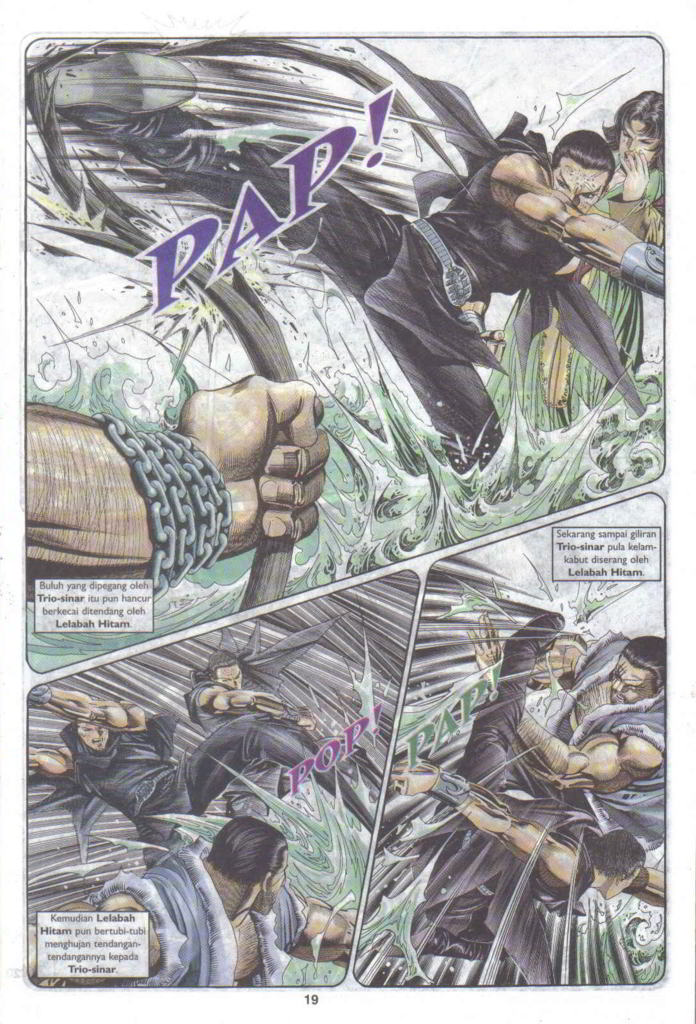 PAP!
Buluh yang dipegang oleh
Trio-sinar itu pun hancur
berkecai ditendang oleh
Lelabah Hitam.
Sekarang sampai giliran
Trio-sinar pula kelam-
kabut diserang oleh
Lelabah Hitam.
POP!
PAP!
Kemudian Lelabah
Hitam pun bertubi-tubi
menghujan tendangan-
tendangannya kepada
Trio-sinar.
19